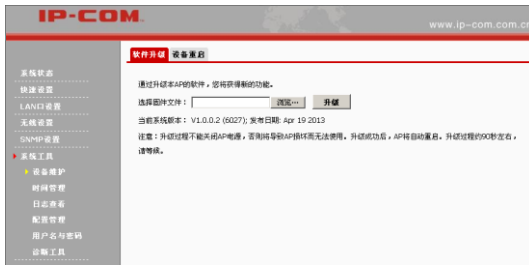 IP-COM
www.ip-com.com.cn
软件升级 设备重启
系统状态
快速设置
LAN口设置
无线设置
SNMP设置
系统工具
设备维护
时间管理
日志查看
配置管理
用户名与密码
诊断工具
通过升级本AP的软件，您将获得新的功能。
选择固件文件： 浏览… 升级
当前系统版本： V1.0.0.2 (6027); 发布日期: Apr 19 2013
注意：升级过程不能关闭AP电源，否则将导致AP损坏而无法使用。升级成功后，AP将自动重启。升级过程约90秒左右，
请等候。